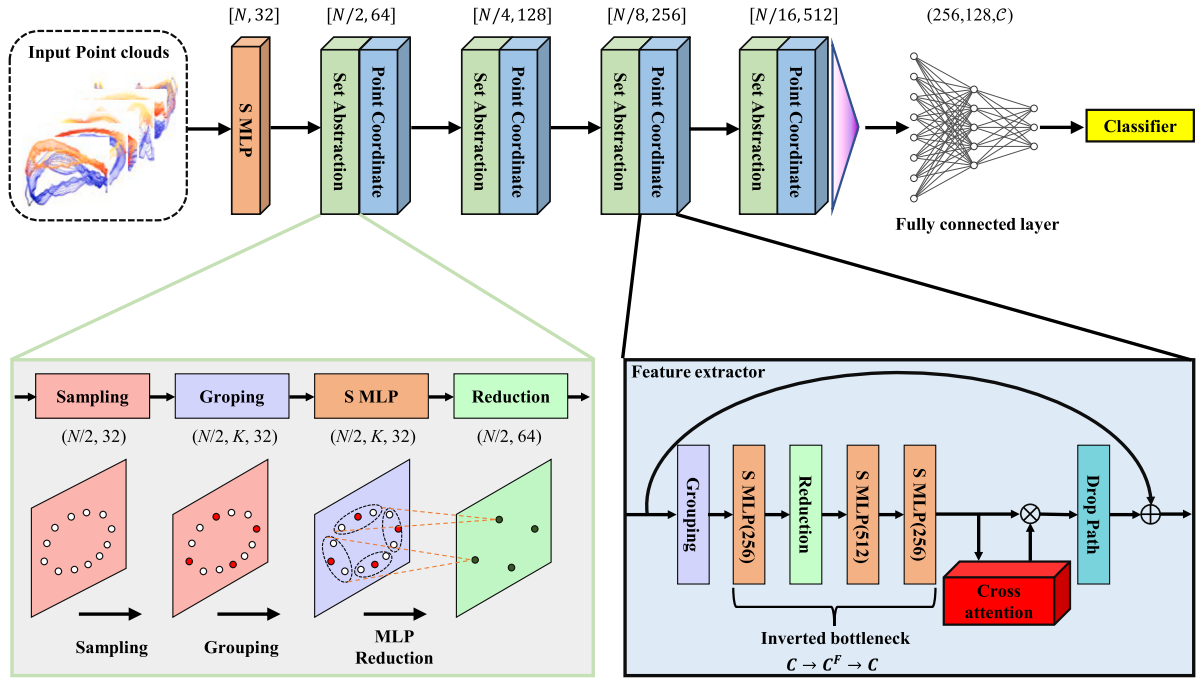 [N, 32]
[N/2, 64]
[N/4, 128]
[N/8, 256]
[N/16, 512]
(256,128,𝒞)
Input Point clouds
S MLP
Set Abstraction
Point Coordinate
Set Abstraction
Point Coordinate
Set Abstraction
Point Coordinate
Set Abstraction
Point Coordinate
Classifier
Fully connected layer
Sampling
Groping
S MLP
Reduction
(N/2, 32)
(N/2, K, 32)
(N/2, K, 32)
(N/2, 64)
Sampling
Grouping
MLP
Reduction
Feature extractor
Grouping
S MLP(256)
Reduction
S MLP(512)
S MLP(256)
Drop Path
Cross
attention
Inverted bottleneck
C → C^F → C